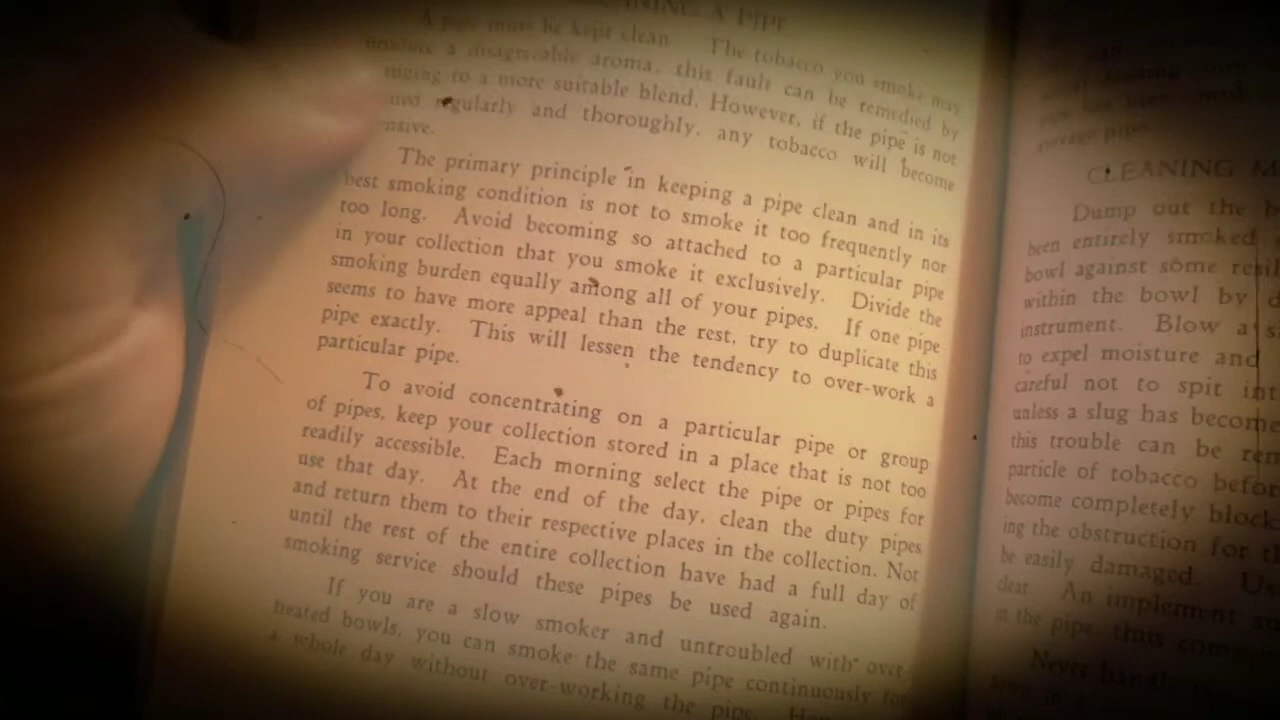 A PIPE
A pipe must be kept clean The tobacco you smoke may
produce a disagreeable aroma, this fault can be remedied by
to a more suitable blend. However, if the pipe is not
regularly and thoroughly, any tobacco will become
The primary principle in keeping a pipe clean and in its
best smoking condition is not to smoke it too frequently nor
too long. Avoid becoming so attached to a particular pipe
in your collection that you smoke it exclusively. Divide the
smoking burden equally among all of your pipes. If one pipe
seems to have more appeal than the rest, try to duplicate this
pipe exactly. This will lessen the tendency to over-work a
particular pipe.
To avoid concentrating on a particular pipe or group
of pipes, keep your collection stored in a place that is not too
readily accessible. Each morning select the pipe or pipes for
use that day. At the end of the day, clean the duty pipes
and return them to their respective places in the collection. Not
until the rest of the entire collection have had a full day of
smoking service should these pipes be used again.
If you are a slow smoker and untroubled with over-
heated bowls, you can smoke the same pipe continuously for
a whole day without over-working the pipe.
average pipe.
CLEANING
Dump out the
been entirely smoked
bowl against some
within the bowl by
instrument. Blow a
to expel moisture and
careful not to spit
unless a slug has become
this trouble can be
particle of tobacco
become completely
ing the obstruction for
be easily damaged.
clear. An implement
in the pipe, thus
Never handle